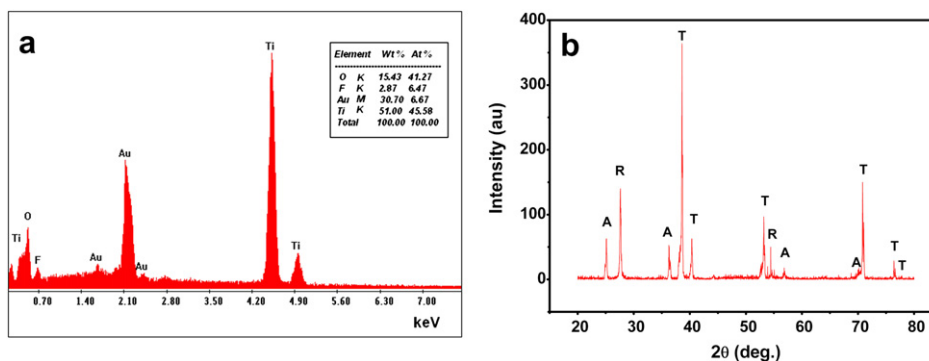 a
Ti
Element Wt% At%
O K 15.43 41.27
F K 2.87 6.47
Au M 30.70 6.67
Ti K 51.00 45.58
Total 100.00 100.00
Au
O
Ti
F
Au
Au
Ti
0.70 1.40 2.10 2.80 3.50 4.20 4.90 5.60 6.30 7.00
keV
b
400
300
200
100
0
Intensity (au)
T
R
T
A
A
T
T
R
A
A
T
T
20 30 40 50 60 70 80
2θ (deg.)